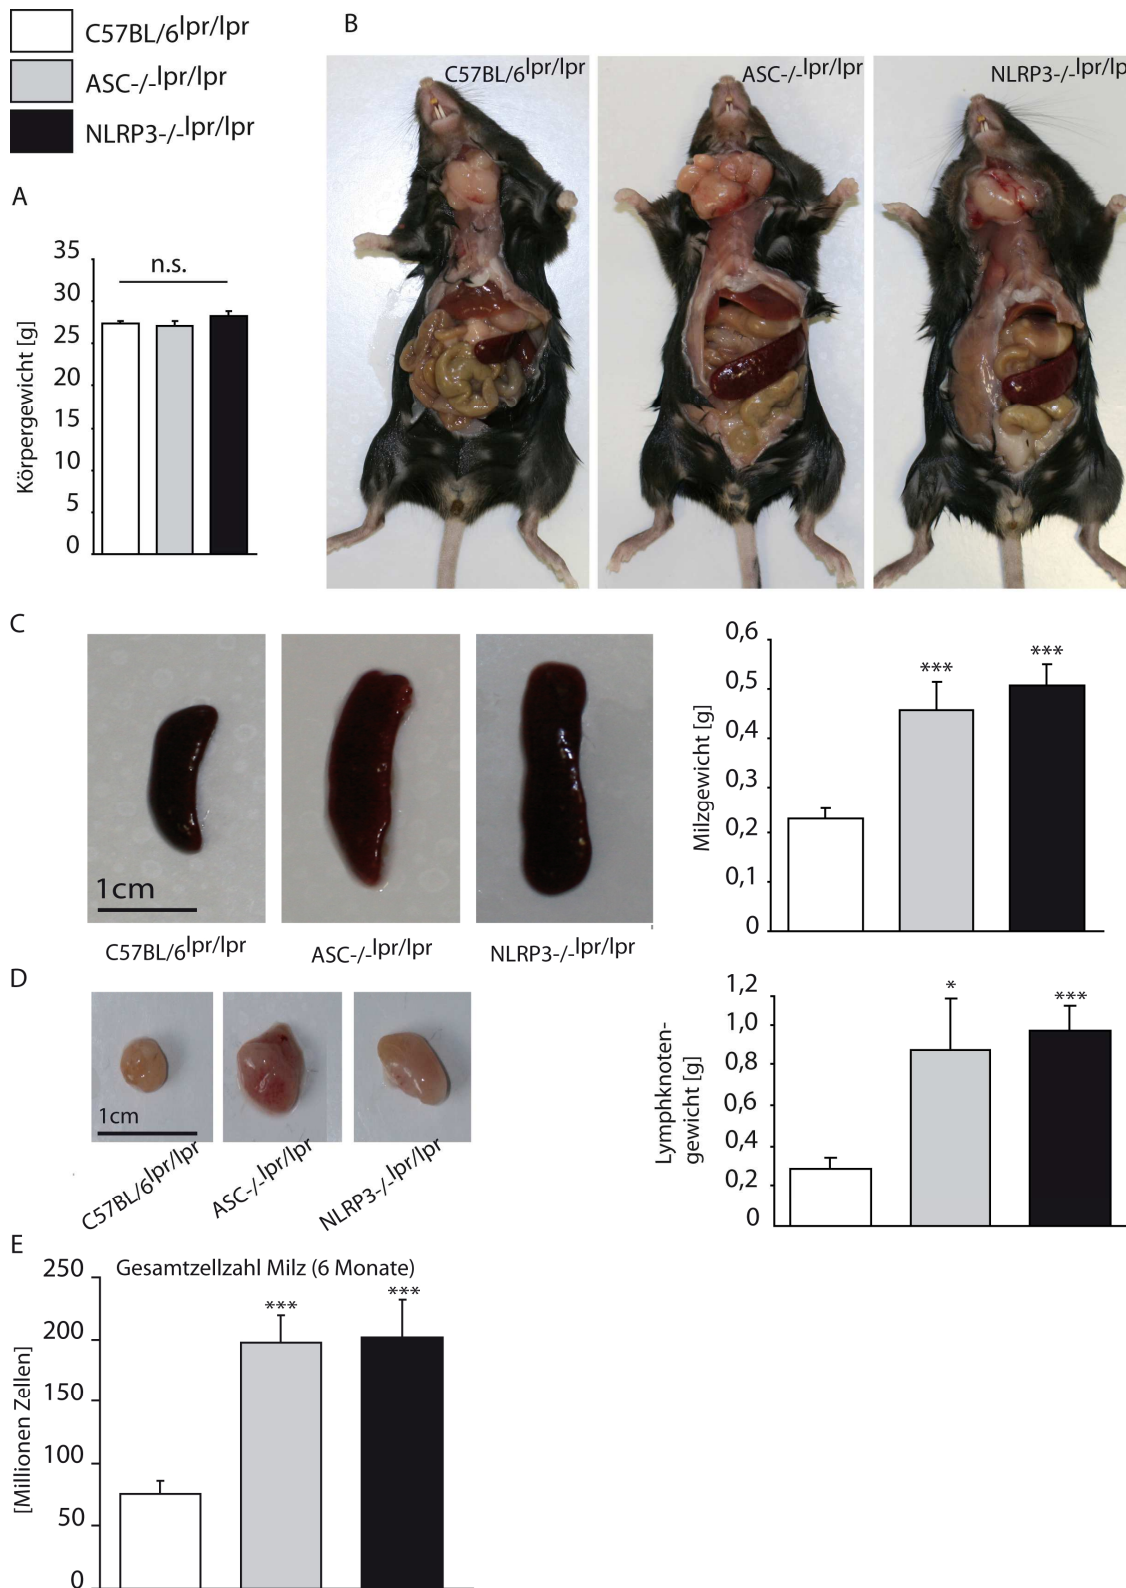 C57BL/6lpr/lpr
ASC-/-lpr/lpr
NLRP3-/-lpr/lpr
A
35
30
25
20
15
10
5
0
Körpergewicht [g]
n.s.
B
C57BL/6lpr/lpr
ASC-/-lpr/lpr
NLRP3-/-lpr/lp
C
1cm
C57BL/6lpr/lpr
ASC-/-lpr/lpr
NLRP3-/-lpr/lpr
0,6
0,5
0,4
0,3
0,2
0,1
0
Milzgewicht [g]
***
***
D
1cm
C57BL/6lpr/lpr
ASC-/-lpr/lpr
NLRP3-/-lpr/lpr
1,2
1,0
0,8
0,6
0,4
0,2
0
Lymphknoten-
gewicht [g]
*
***
E
Gesamtzellzahl Milz (6 Monate)
250
200
150
100
50
0
[Millionen Zellen]
***
***